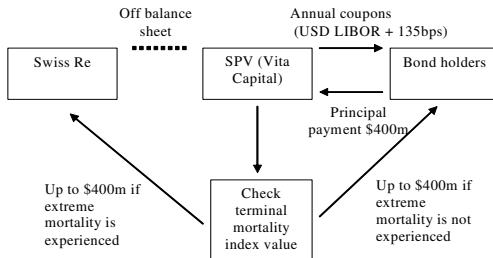 Off balance
sheet
Annual coupons
(USD LIBOR + 135bps)
Swiss Re
SPV (Vita
Capital)
Bond holders
Principal
payment $400m
Up to $400m if
extreme
mortality is
experienced
Check
terminal
mortality
index value
Up to $400m if
extreme
mortality is not
experienced